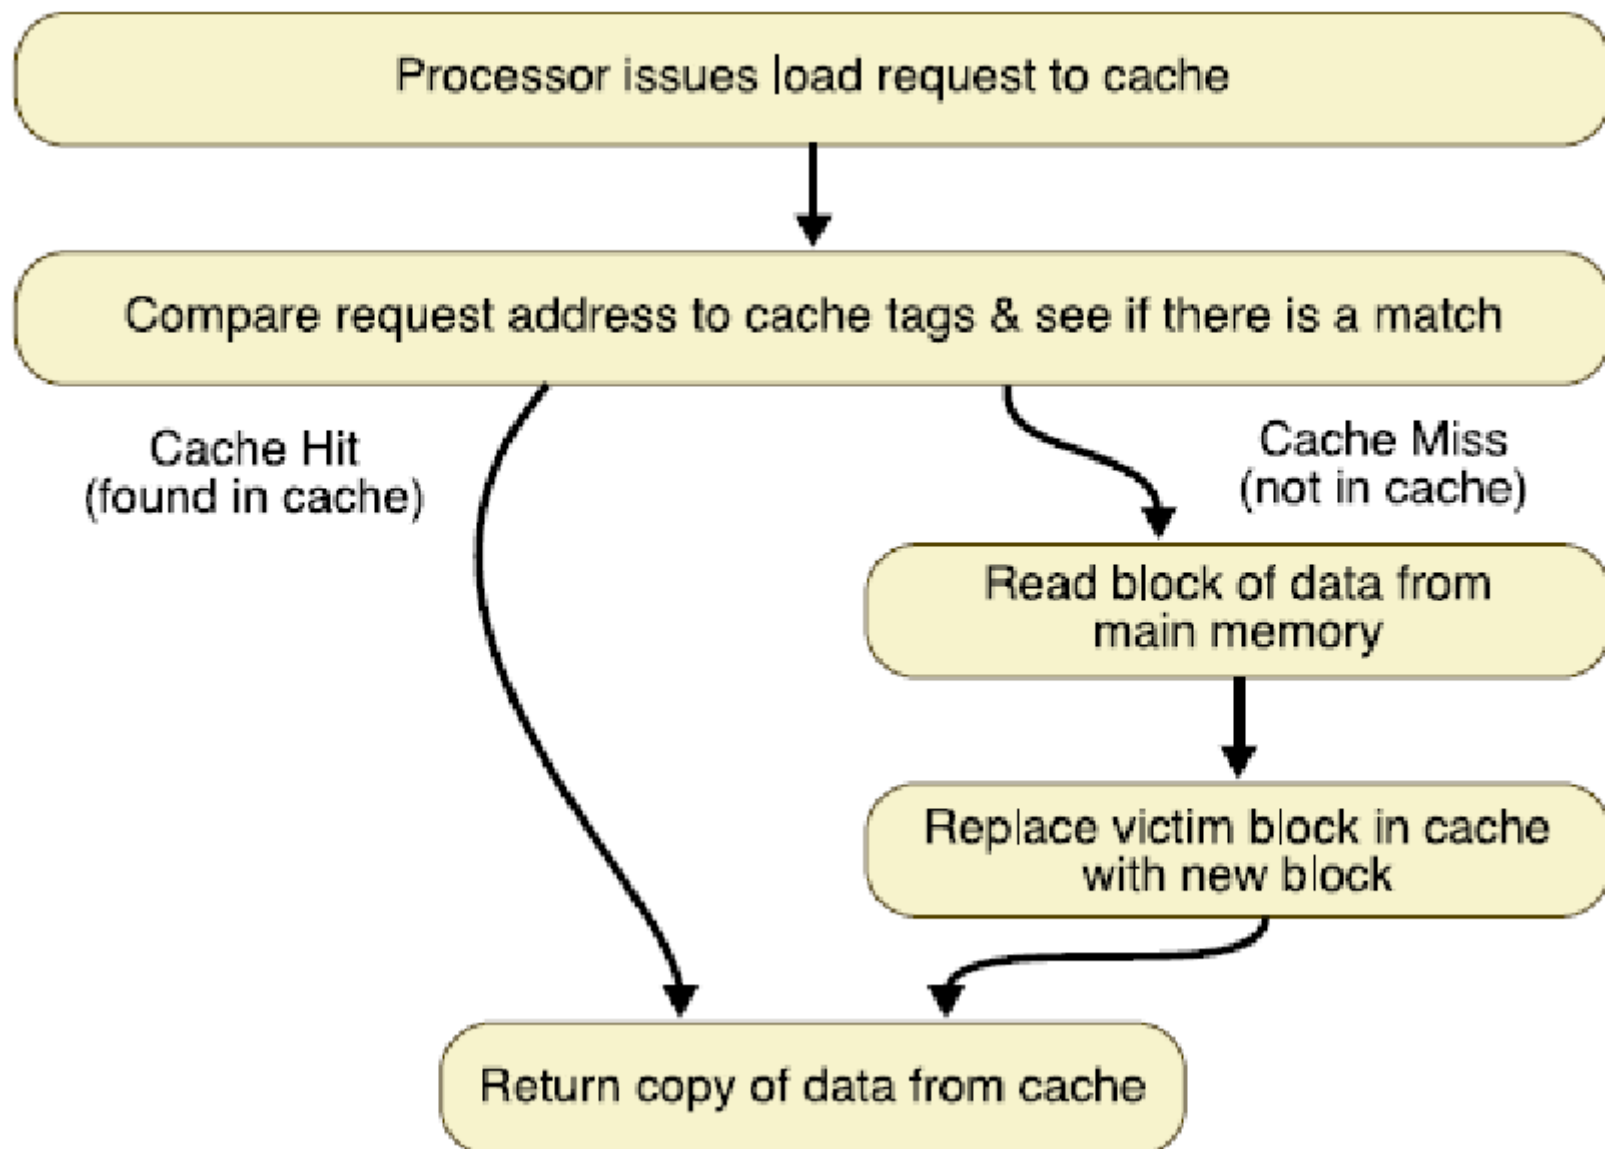 Processor issues load request to cache
Compare request address to cache tags & see if there is a match
Cache Hit
(found in cache)
Cache Miss
(not in cache)
Read block of data from
main memory
Replace victim block in cache
with new block
Return copy of data from cache